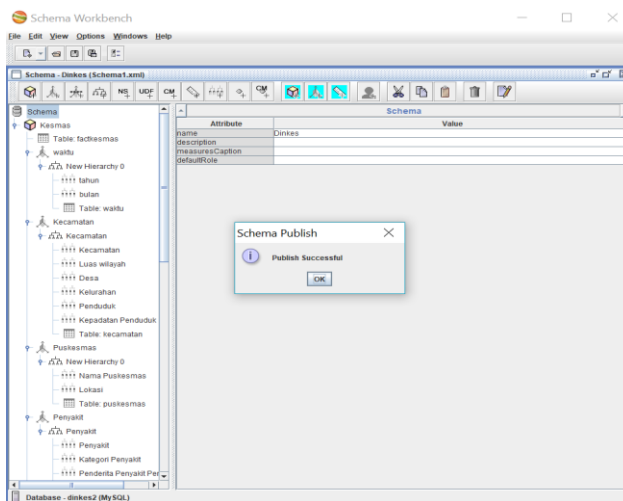 Schema Workbench
File Edit View Options Windows Help
Schema - Dinkes (Schema1.xml)
NS UDF CM CM
Schema
Kesmas
Table: factkesmas
waktu
New Hierarchy 0
tahun
bulan
Table: waktu
Kecamatan
Kecamatan
Kecamatan
Luas wilayah
Desa
Kelurahan
Penduduk
Kepadatan Penduduk
Table: kecamatan
Puskesmas
New Hierarchy 0
Nama Puskesmas
Lokasi
Table: puskesmas
Penyakit
Penyakit
Penyakit
Kategori Penyakit
Penderita Penyakit Per
Schema
Attribute Value
name Dinkes
description
measuresCaption
defaultRole
Schema Publish
Publish Successful
OK
Database - dinkes2 (MySQL)